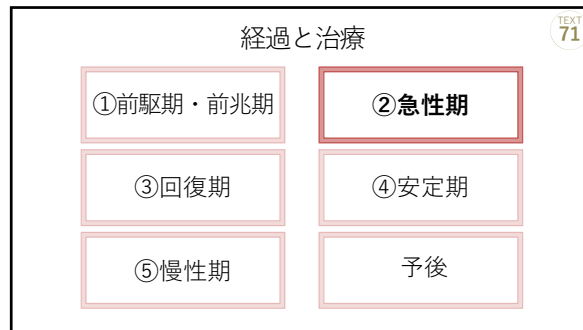 経過と治療
TEXT
71
①前駆期・前兆期
②急性期
③回復期
④安定期
⑤慢性期
予後